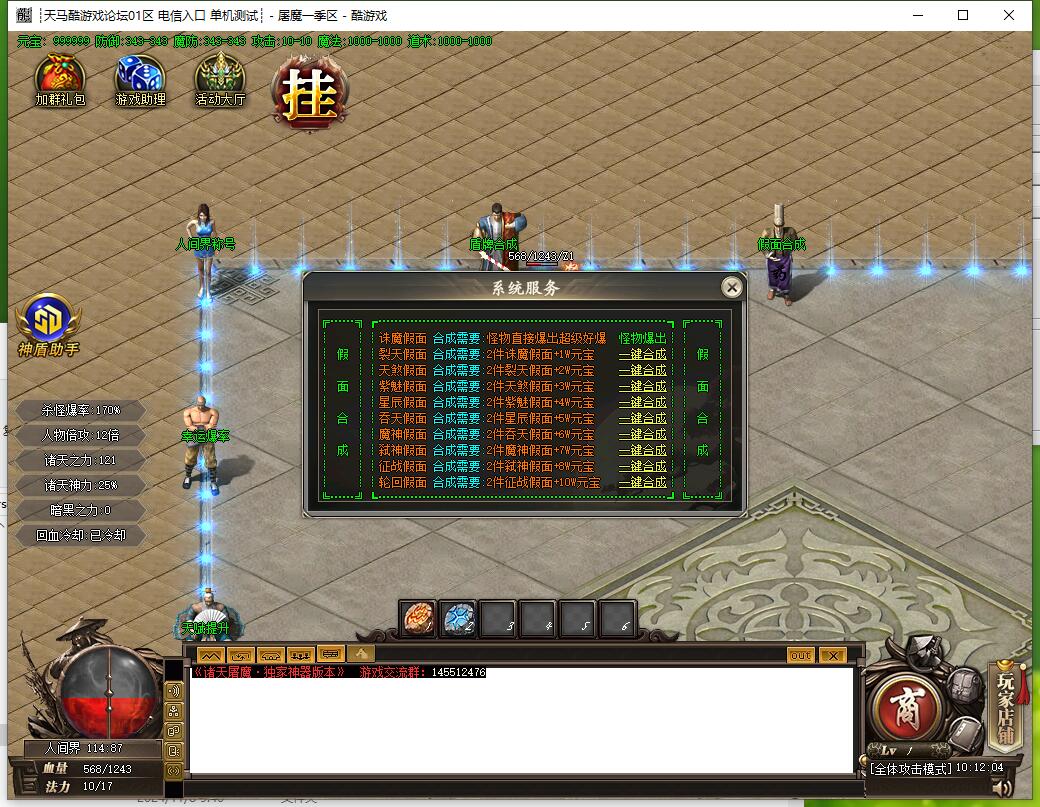 天马酷游戏论坛01区 电信入口 单机测试 - 屠魔一季区 - 酷游戏
元宝: 999999 防御:343-343 魔防:343-343 攻击:10-10 魔法:1000-1000 道术:1000-1000
加群礼包 游戏助理 活动大厅 挂
人间界称号 盾牌合成 假面合成
568/1243/Z1
系统服务
诛魔假面 合成需要:怪物直接爆出超级好爆 怪物爆出
裂天假面 合成需要:2件诛魔假面+1W元宝 一键合成
天煞假面 合成需要:2件裂天假面+2W元宝 一键合成
紫魅假面 合成需要:2件天煞假面+3W元宝 一键合成
星辰假面 合成需要:2件紫魅假面+4W元宝 一键合成
吞天假面 合成需要:2件星辰假面+5W元宝 一键合成
魔神假面 合成需要:2件吞天假面+6W元宝 一键合成
弑神假面 合成需要:2件魔神假面+7W元宝 一键合成
征战假面 合成需要:2件弑神假面+8W元宝 一键合成
轮回假面 合成需要:2件征战假面+10W元宝 一键合成
假面合成
假面合成
神盾助手
杀怪爆率:170%
人物倍攻:12倍
诸天之力:121
诸天神力:25%
暗黑之力:0
回血冷却:已冷却
幸运爆率
天赋提升
1 2 3 4 5 6
OUT X
《诸天屠魔·独家神器版本》 游戏交流群: 145512476
商
玩家店铺
Lv 1
人间界 114:87
血量 568/1243
法力 10/17
[全体攻击模式] 10:12:04